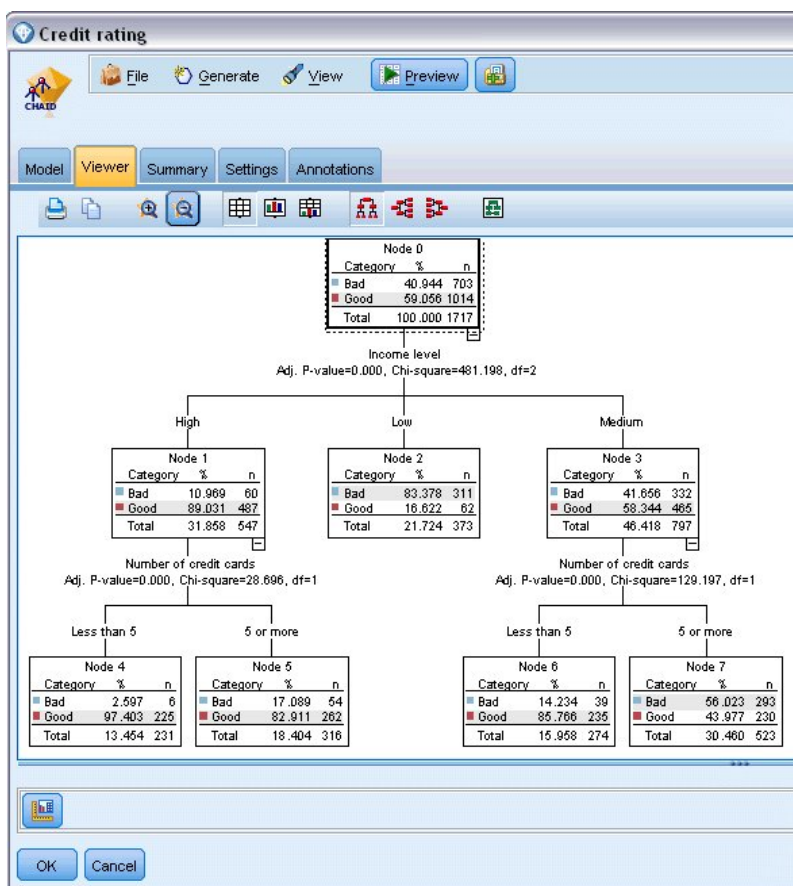 Credit rating
CHAID
File Generate View Preview
Model Viewer Summary Settings Annotations
Node 0
Category % n
Bad 40.944 703
Good 59.056 1014
Total 100.000 1717
Income level
Adj. P-value=0.000, Chi-square=481.198, df=2
High Low Medium
Node 1
Category % n
Bad 10.969 60
Good 89.031 487
Total 31.858 547
Node 2
Category % n
Bad 83.378 311
Good 16.622 62
Total 21.724 373
Node 3
Category % n
Bad 41.656 332
Good 58.344 465
Total 46.418 797
Number of credit cards
Adj. P-value=0.000, Chi-square=28.696, df=1
Number of credit cards
Adj. P-value=0.000, Chi-square=129.197, df=1
Less than 5 5 or more
Less than 5 5 or more
Node 4
Category % n
Bad 2.597 6
Good 97.403 225
Total 13.454 231
Node 5
Category % n
Bad 17.089 54
Good 82.911 262
Total 18.404 316
Node 6
Category % n
Bad 14.234 39
Good 85.766 235
Total 15.958 274
Node 7
Category % n
Bad 56.023 293
Good 43.977 230
Total 30.460 523
OK Cancel